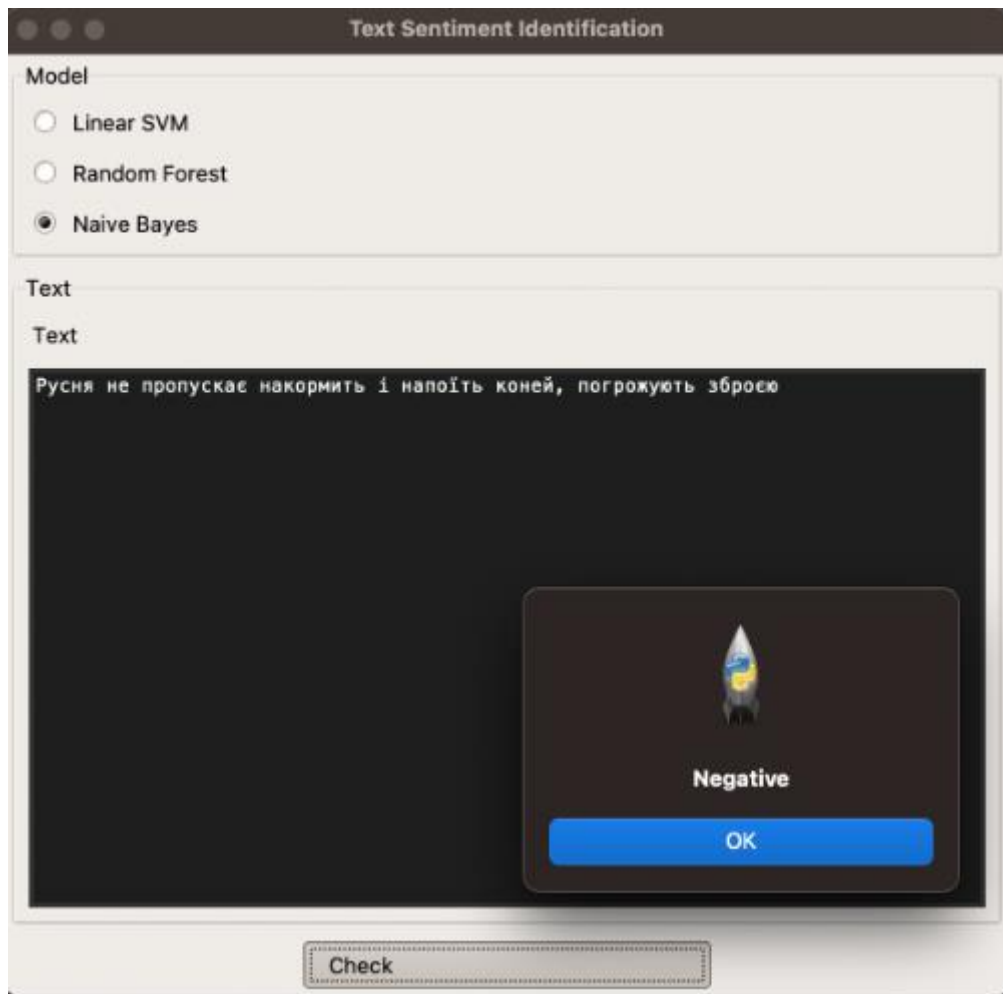 Text Sentiment Identification
Model
Linear SVM
Random Forest
Naive Bayes
Text
Text
Русня не пропускає накормить і напоїть коней, погрожують зброєю
Negative
OK
Check